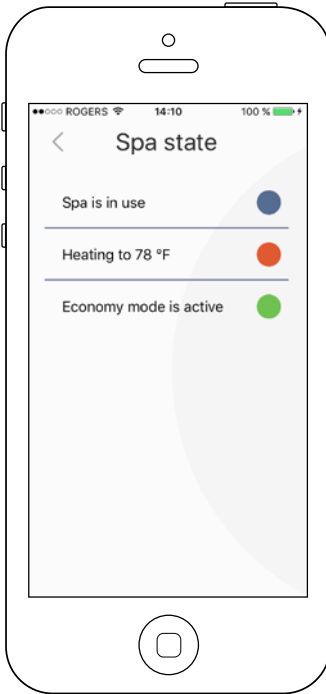 ROGERS 14:10 100 %
Spa state
Spa is in use
Heating to 78 °F
Economy mode is active